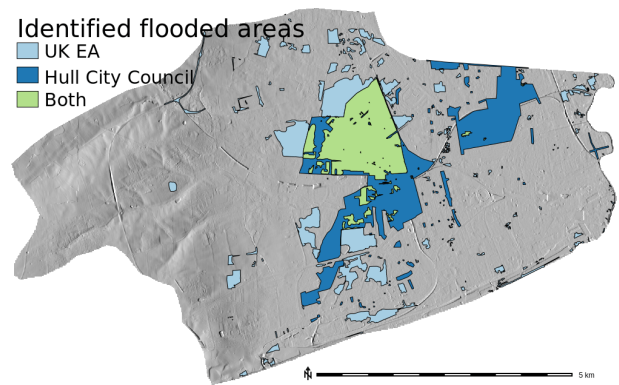 Identified flooded areas
UK EA
Hull City Council
Both
N
5 km